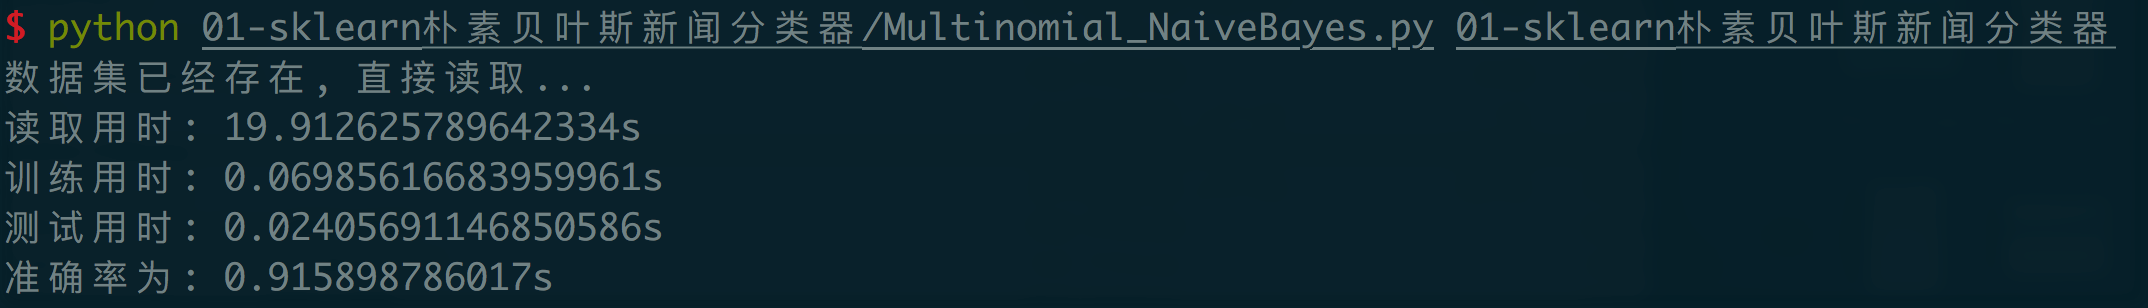 $ python 01-sklearn朴素贝叶斯新闻分类器/Multinomial_NaiveBayes.py 01-sklearn朴素贝叶斯新闻分类器
数据集已经存在, 直接读取...
读取用时: 19.912625789642334s
训练用时: 0.06985616683959961s
测试用时: 0.02405691146850586s
准确率为: 0.915898786017s